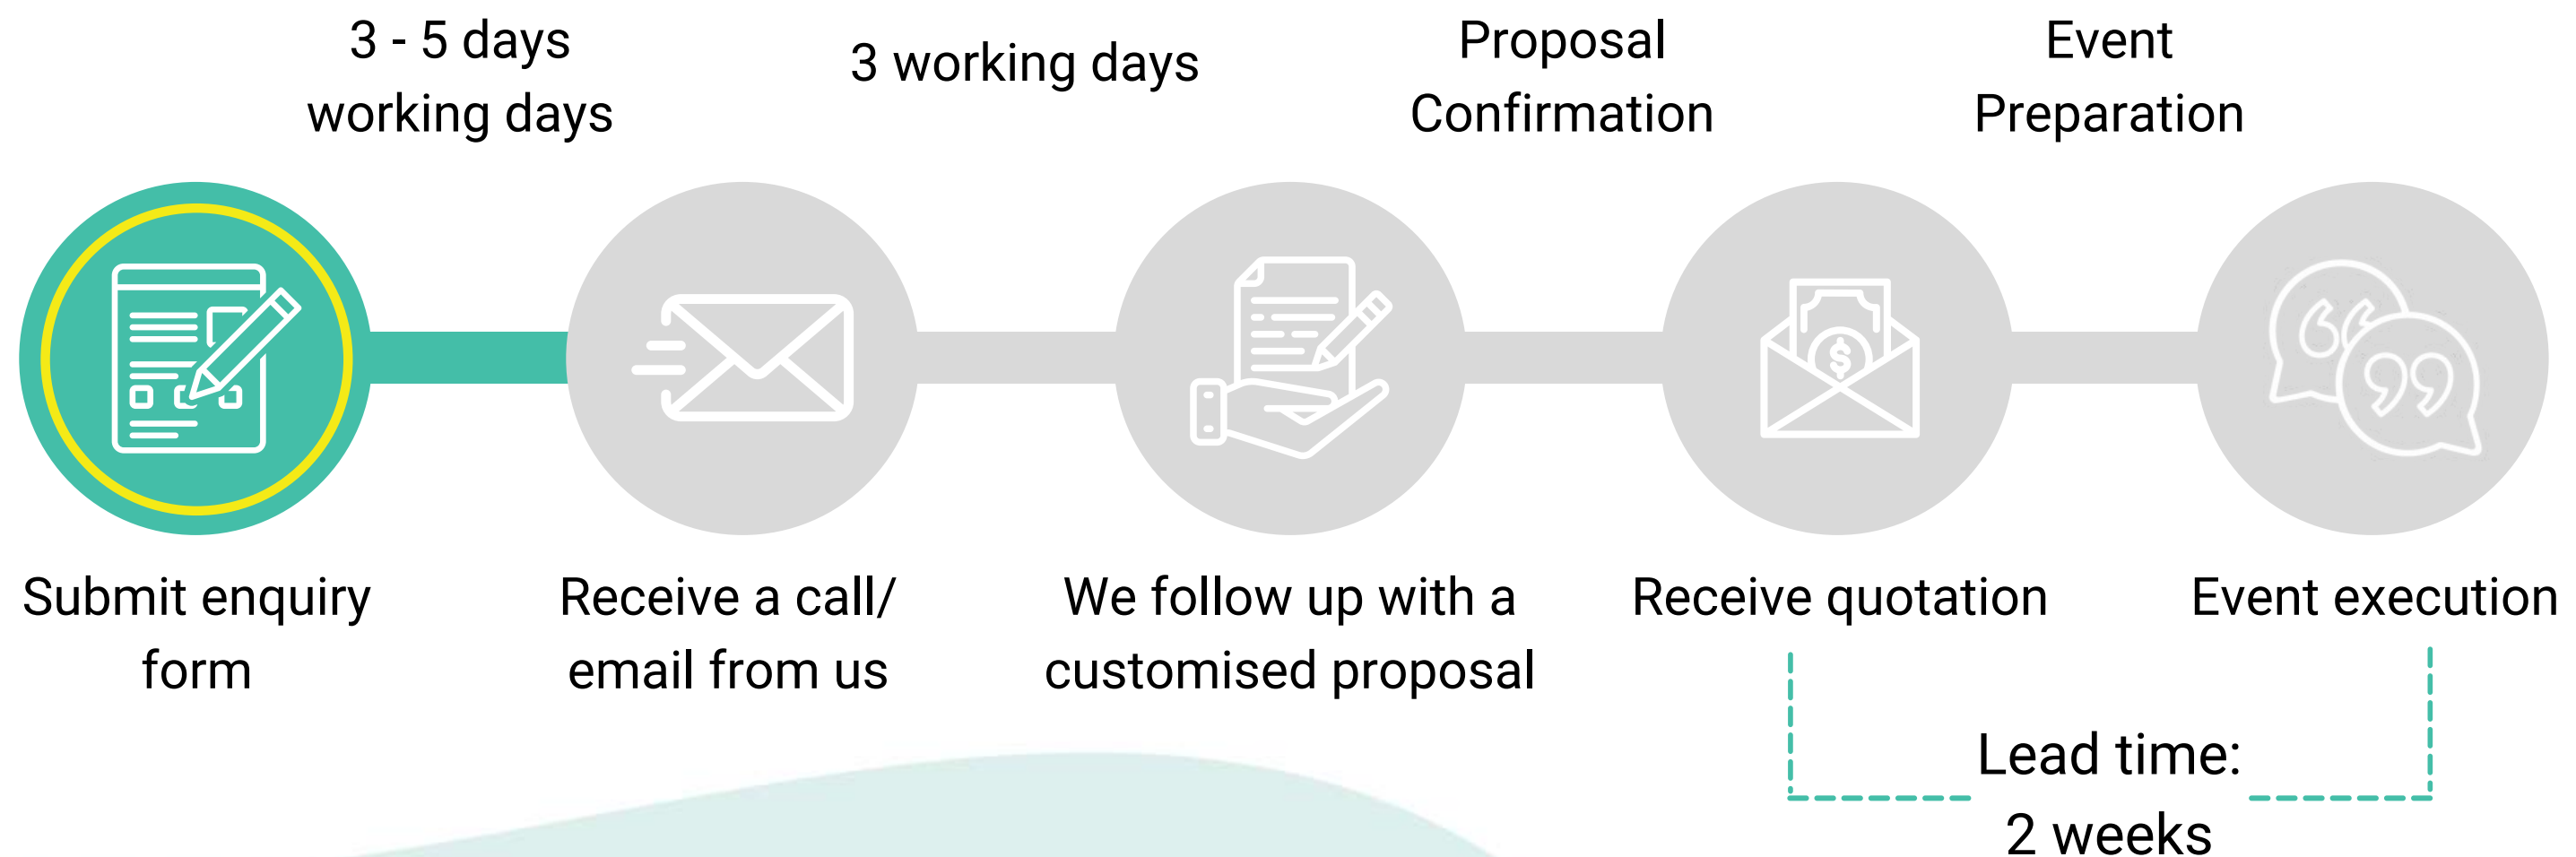 3 - 5 days
working days
3 working days
Proposal
Confirmation
Event
Preparation
Submit enquiry
form
Receive a call/
email from us
We follow up with a
customised proposal
Receive quotation
Event execution
Lead time:
2 weeks